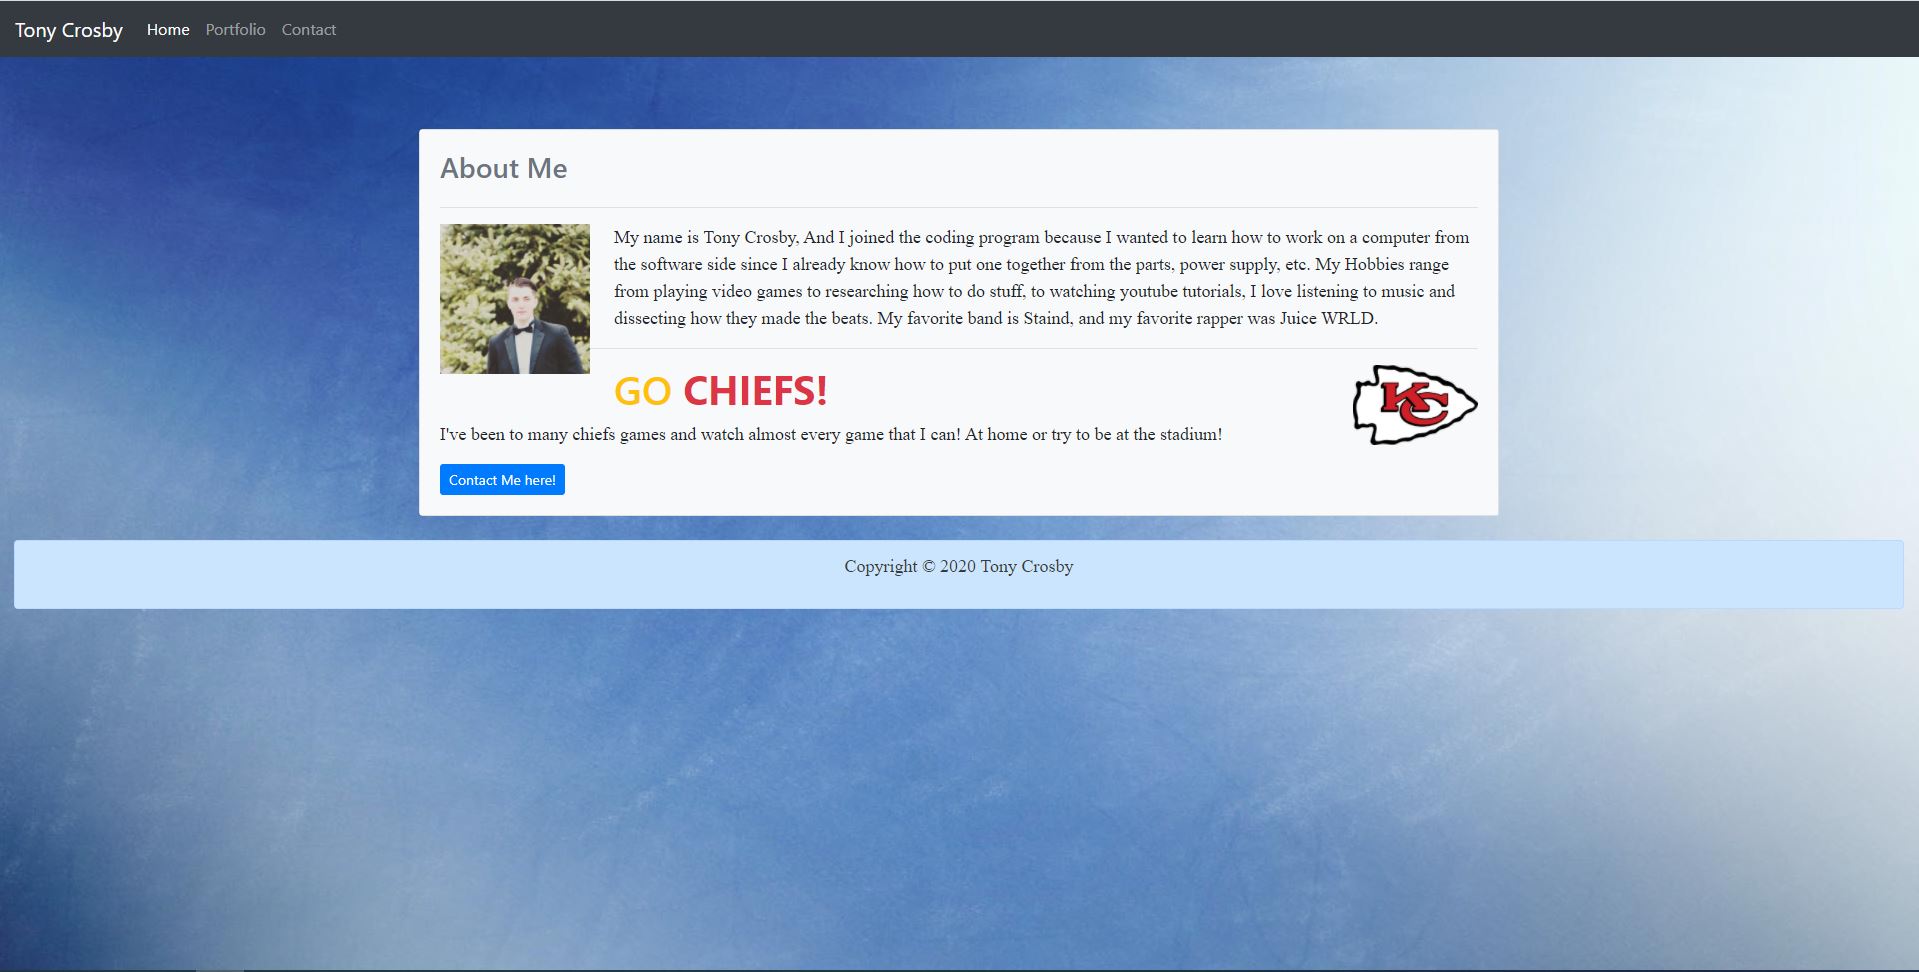 Tony Crosby Home Portfolio Contact
About Me
My name is Tony Crosby, And I joined the coding program because I wanted to learn how to work on a computer from
the software side since I already know how to put one together from the parts, power supply, etc. My Hobbies range
from playing video games to researching how to do stuff, to watching youtube tutorials, I love listening to music and
dissecting how they made the beats. My favorite band is Staind, and my favorite rapper was Juice WRLD.
GO CHIEFS!
KC
I've been to many chiefs games and watch almost every game that I can! At home or try to be at the stadium!
Contact Me here!
Copyright © 2020 Tony Crosby